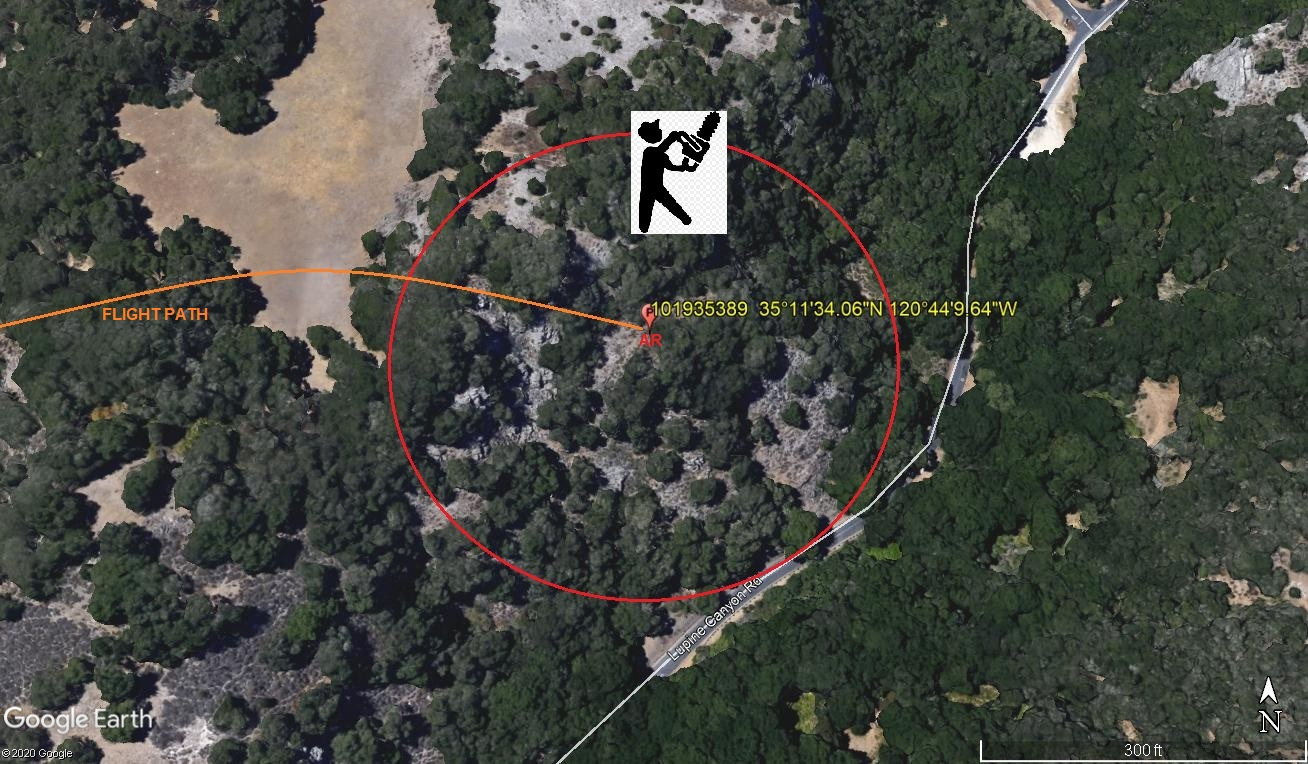 101935389 35°11'34.06"N 120°44'9.64"W
FLIGHT PATH
AR
Lupine Canyon Rd
Google Earth
N
© 2020 Google
300 ft